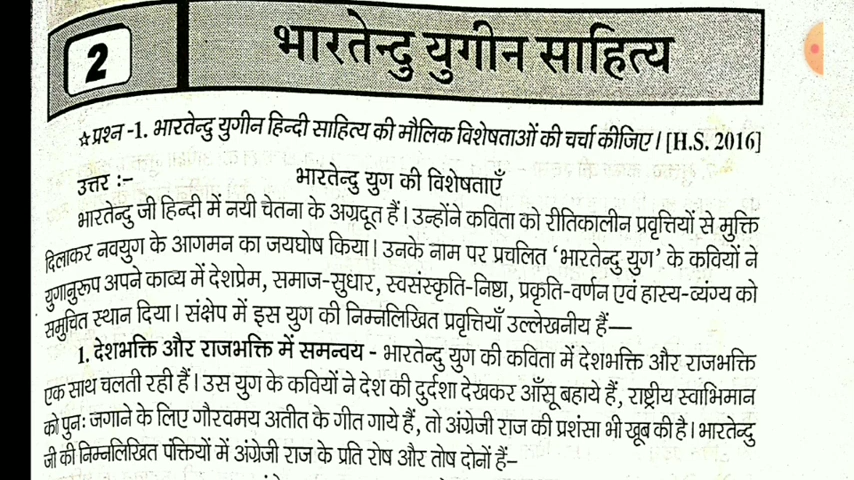 2
भारतेन्दु युगीन साहित्य
☆प्रश्न -1. भारतेन्दु युगीन हिन्दी साहित्य की मौलिक विशेषताओं की चर्चा कीजिए। [H.S. 2016]
उत्तर :- भारतेन्दु युग की विशेषताएँ
भारतेन्दु जी हिन्दी में नयी चेतना के अग्रदूत हैं। उन्होंने कविता को रीतिकालीन प्रवृत्तियों से मुक्ति
दिलाकर नवयुग के आगमन का जयघोष किया। उनके नाम पर प्रचलित ‘भारतेन्दु युग’ के कवियों ने
युगानुरूप अपने काव्य में देशप्रेम, समाज-सुधार, स्वसंस्कृति-निष्ठा, प्रकृति-वर्णन एवं हास्य-व्यंग्य को
समुचित स्थान दिया। संक्षेप में इस युग की निम्नलिखित प्रवृत्तियाँ उल्लेखनीय हैं—
1. देशभक्ति और राजभक्ति में समन्वय - भारतेन्दु युग की कविता में देशभक्ति और राजभक्ति
एक साथ चलती रही हैं। उस युग के कवियों ने देश की दुर्दशा देखकर आँसू बहाये हैं, राष्ट्रीय स्वाभिमान
को पुनः जगाने के लिए गौरवमय अतीत के गीत गाये हैं, तो अंग्रेजी राज की प्रशंसा भी खूब की है। भारतेन्दु
जी की निम्नलिखित पंक्तियों में अंग्रेजी राज के प्रति रोष और तोष दोनों हैं–